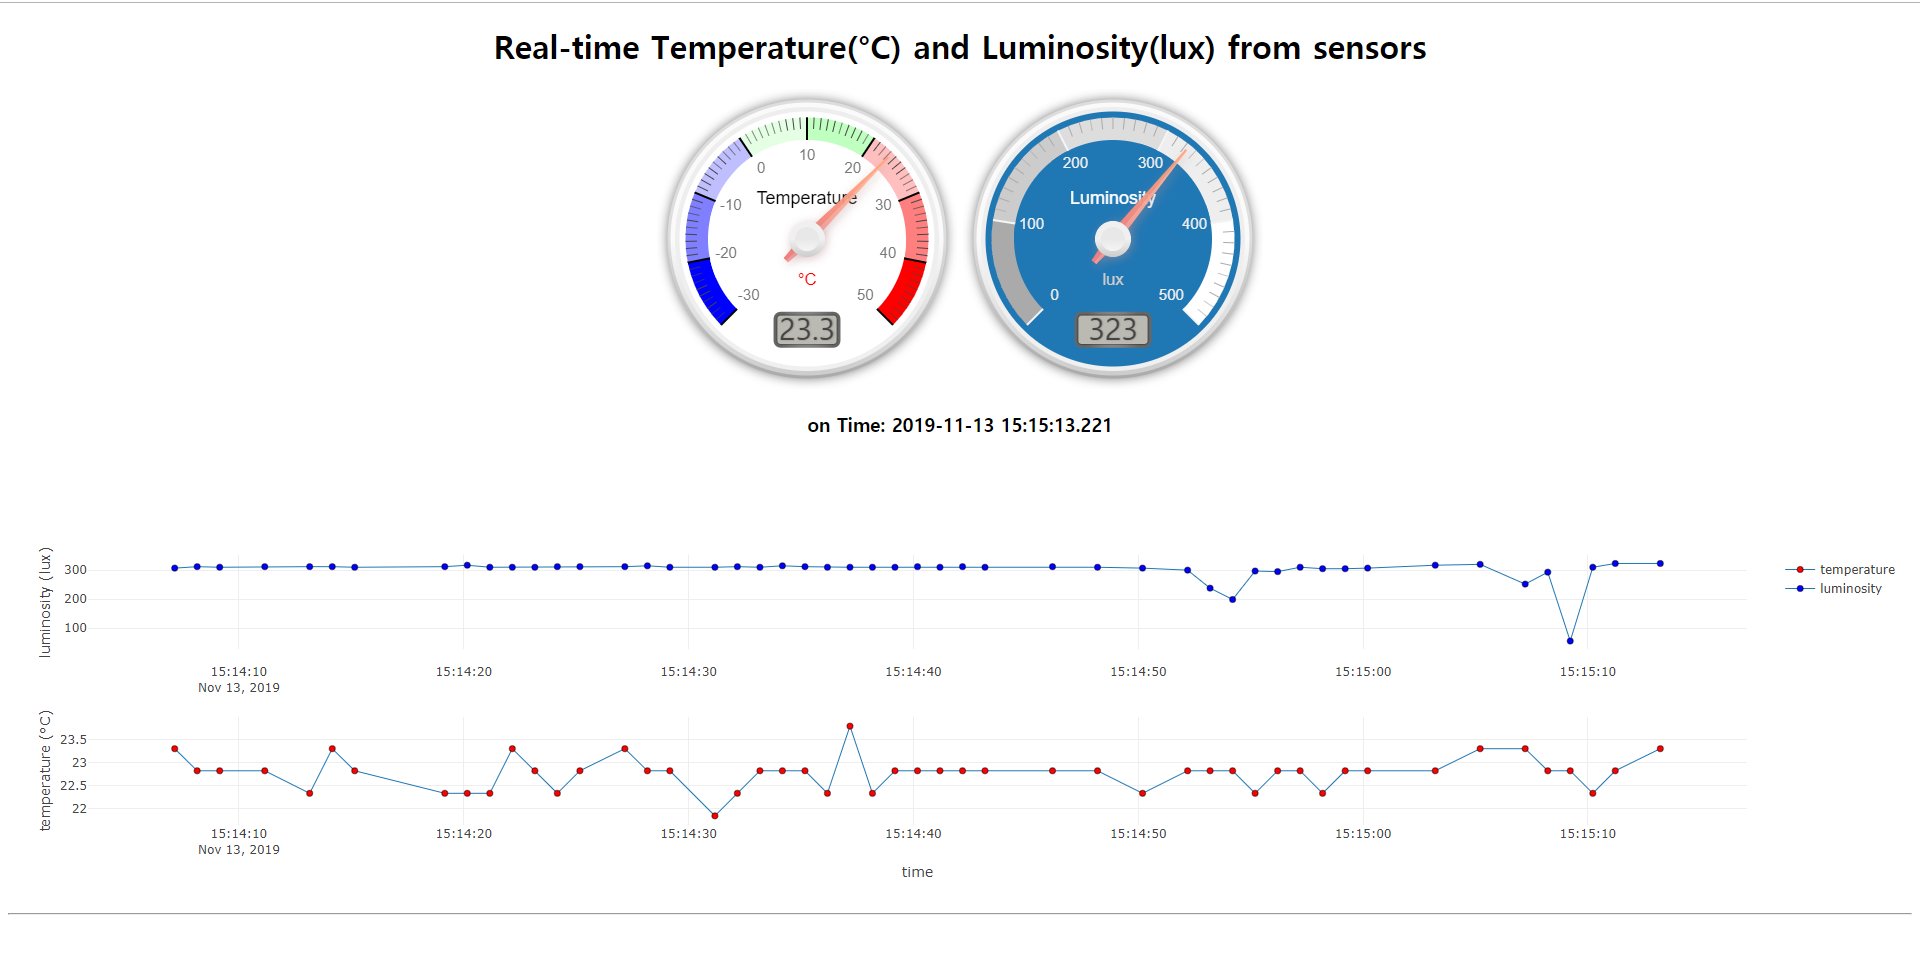 Real-time Temperature(°C) and Luminosity(lux) from sensors
-30 -20 -10 0 10 20 30 40 50
Temperature
°C
23.3
0 100 200 300 400 500
Luminosity
lux
323
on Time: 2019-11-13 15:15:13.221
luminosity (lux)
300
200
100
15:14:10 15:14:20 15:14:30 15:14:40 15:14:50 15:15:00 15:15:10
Nov 13, 2019
temperature
luminosity
temperature (°C)
23.5
23
22.5
22
15:14:10 15:14:20 15:14:30 15:14:40 15:14:50 15:15:00 15:15:10
Nov 13, 2019
time